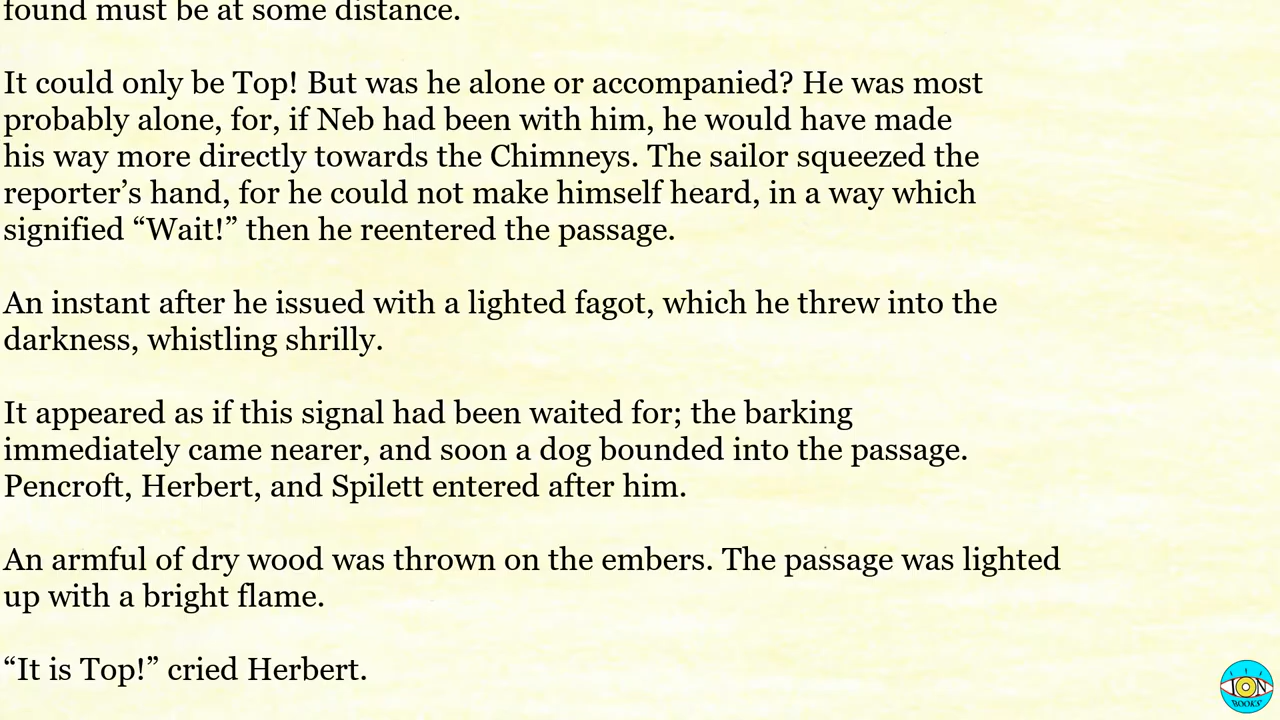 found must be at some distance.
It could only be Top! But was he alone or accompanied? He was most
probably alone, for, if Neb had been with him, he would have made
his way more directly towards the Chimneys. The sailor squeezed the
reporter’s hand, for he could not make himself heard, in a way which
signified “Wait!” then he reentered the passage.
An instant after he issued with a lighted fagot, which he threw into the
darkness, whistling shrilly.
It appeared as if this signal had been waited for; the barking
immediately came nearer, and soon a dog bounded into the passage.
Pencroft, Herbert, and Spilett entered after him.
An armful of dry wood was thrown on the embers. The passage was lighted
up with a bright flame.
“It is Top!” cried Herbert.
ION
BOOKS